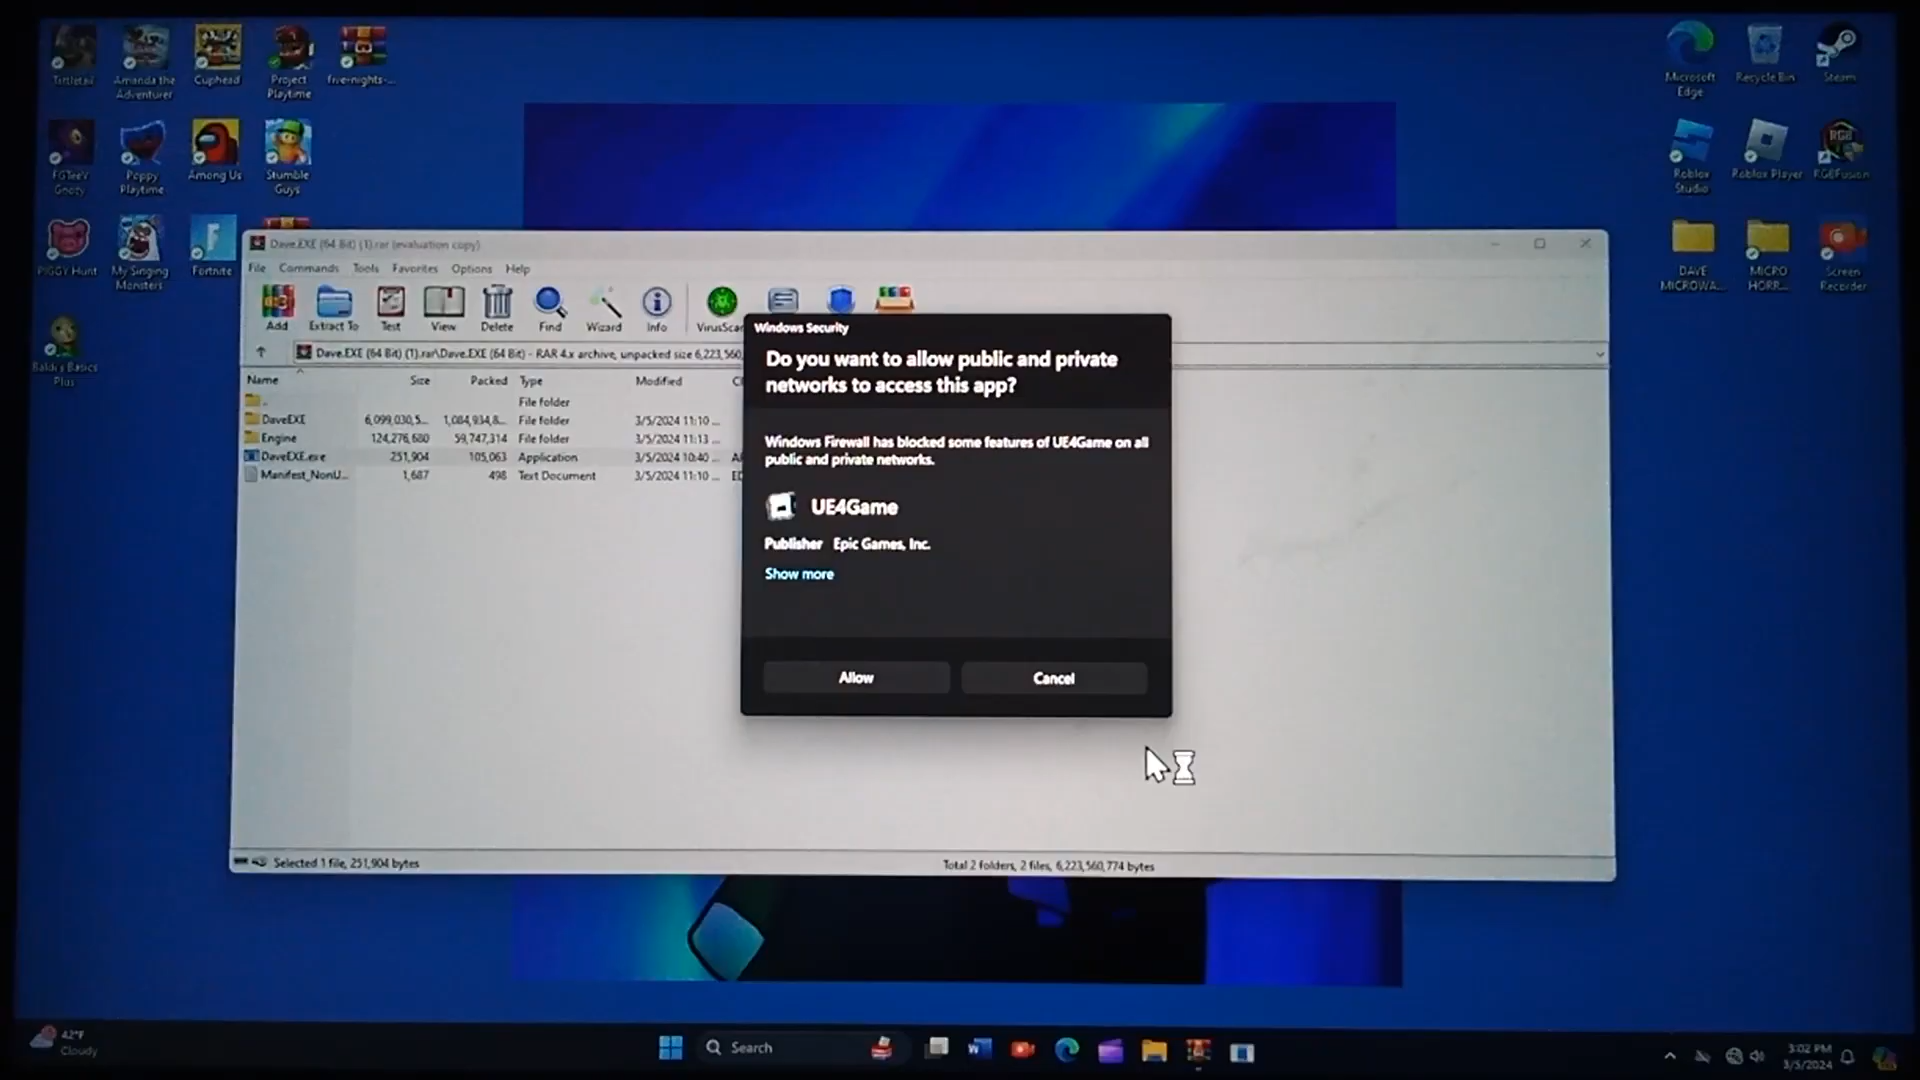 Tattletail
Amanda the
Adventurer
Cuphead
Project
Playtime
five-nights-...
Microsoft
Edge
Recycle Bin
Steam
FGTeeV
Goozy
Poppy
Playtime
Among Us
Stumble
Guys
Roblox
Studio
Roblox Player
RGB
RGBFusion
PIGGY Hunt
My Singing
Monsters
Fortnite
DAVE
MICROWA...
MICRO
HORR...
Screen
Recorder
Baldi's Basics
Plus
Dave.EXE (64 Bit) (1).rar (evaluation copy)
File Commands Tools Favorites Options Help
Add Extract To Test View Delete Find Wizard Info VirusScan
Dave.EXE (64 Bit) (1).rar\Dave.EXE (64 Bit) - RAR 4.x archive, unpacked size 6,223,560,
Name Size Packed Type Modified
.. File folder
DaveEXE 6,099,030,5... 1,084,934,8... File folder 3/5/2024 11:10 ...
Engine 124,276,680 59,747,314 File folder 3/5/2024 11:13 ...
DaveEXE.exe 251,904 105,063 Application 3/5/2024 10:40 ...
Manifest_NonU... 1,687 498 Text Document 3/5/2024 11:10 ...
Windows Security
Do you want to allow public and private
networks to access this app?
Windows Firewall has blocked some features of UE4Game on all
public and private networks.
UE4Game
Publisher Epic Games, Inc.
Show more
Allow Cancel
Selected 1 file, 251,904 bytes
Total 2 folders, 2 files, 6,223,560,774 bytes
42°F
Cloudy
Search
3:02 PM
3/5/2024